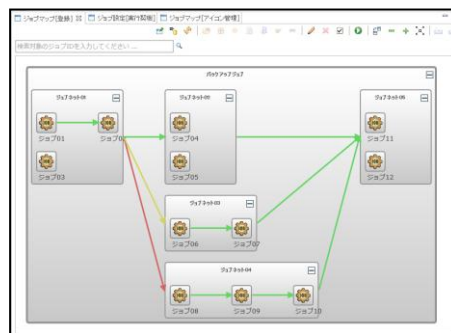 ジョブマップ[登録]
ジョブ設定[実行契機]
ジョブマップ[アイコン管理]
検索対象のジョブIDを入力してください...
バックアップジョブ
ジョブネット01
ジョブ01
ジョブ0
ジョブ03
ジョブネット02
ジョブ04
ジョブ05
ジョブネット03
ジョブ06
ジョブ07
ジョブネット04
ジョブ08
ジョブ09
ジョブ10
ジョブネット05
ジョブ11
ジョブ12